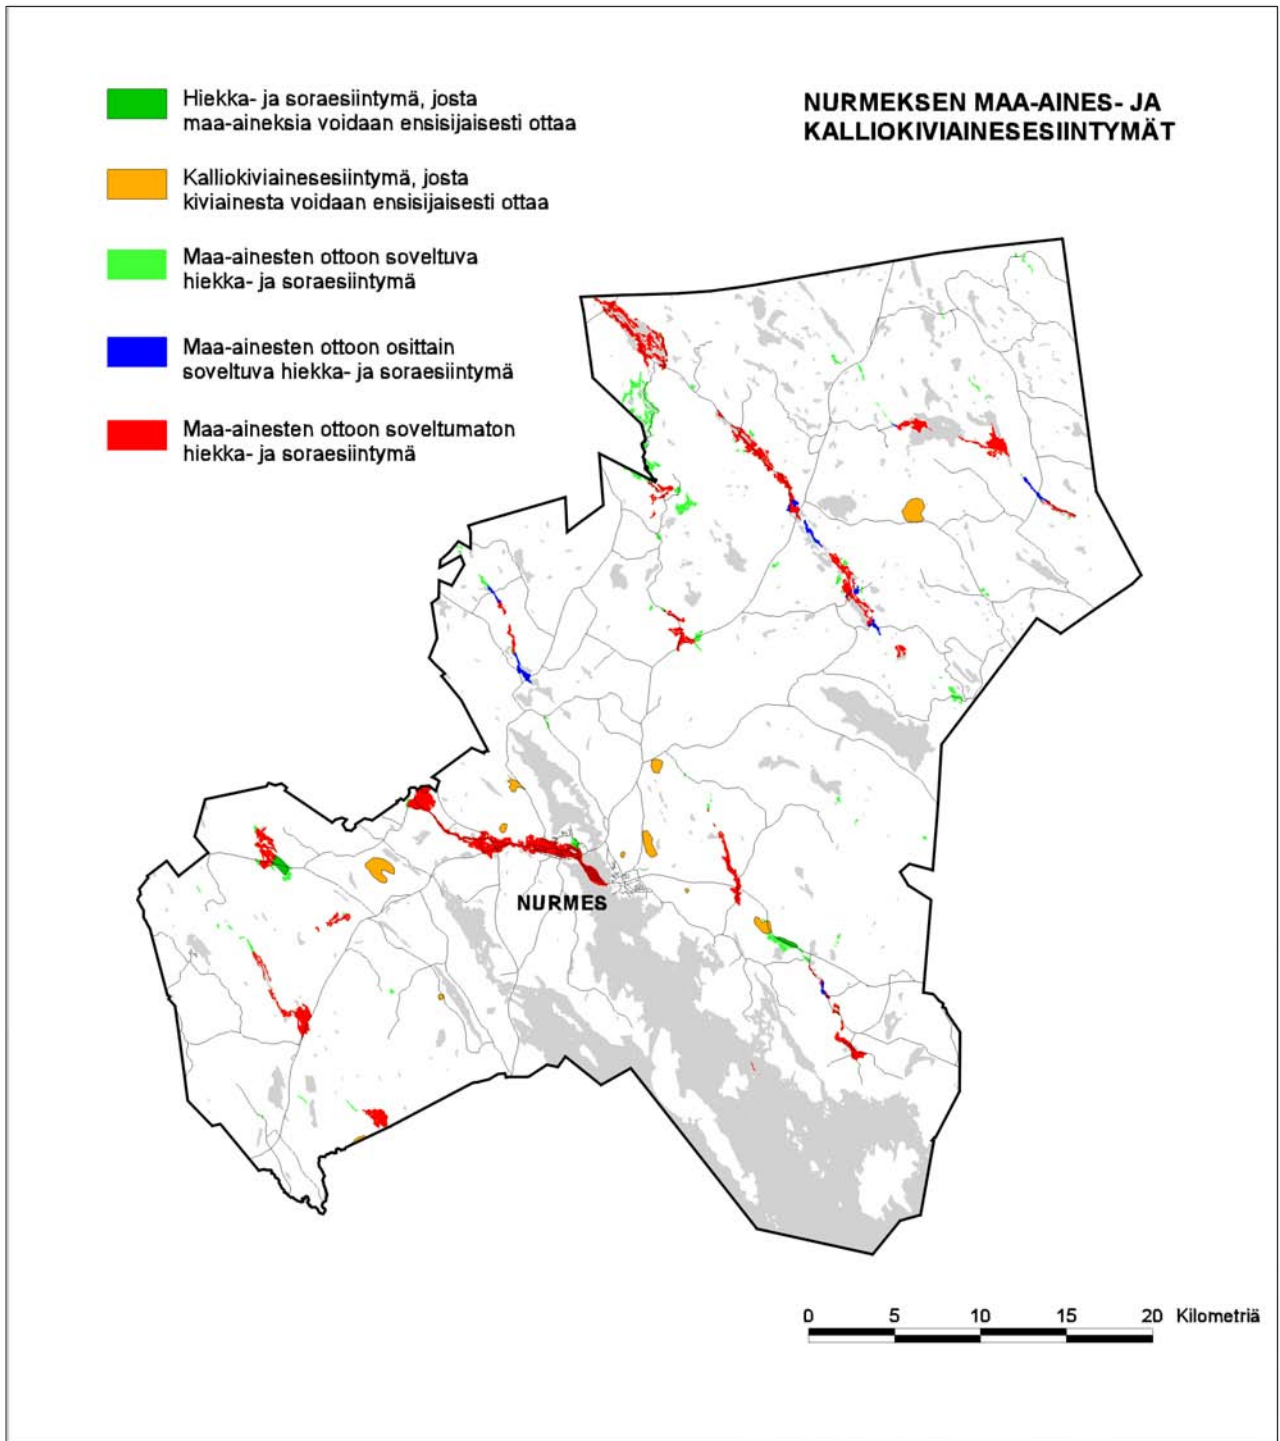 NURMEKSEN MAA-AINES- JA
KALLIOKIVIAINESESIINTYMÄT
Hiekka- ja soraesiintymä, josta
maa-aineksia voidaan ensisijaisesti ottaa
Kalliokiviainesesiintymä, josta
kiviainesta voidaan ensisijaisesti ottaa
Maa-ainesten ottoon soveltuva
hiekka- ja soraesiintymä
Maa-ainesten ottoon osittain
soveltuva hiekka- ja soraesiintymä
Maa-ainesten ottoon soveltumaton
hiekka- ja soraesiintymä
NURMES
0 5 10 15 20 Kilometriä